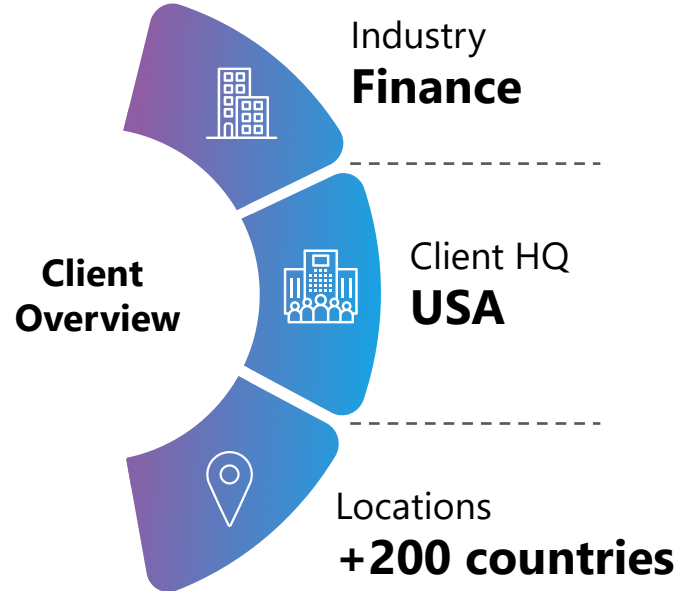 Industry
Finance
Client
Overview
Client HQ
USA
Locations
+200 countries